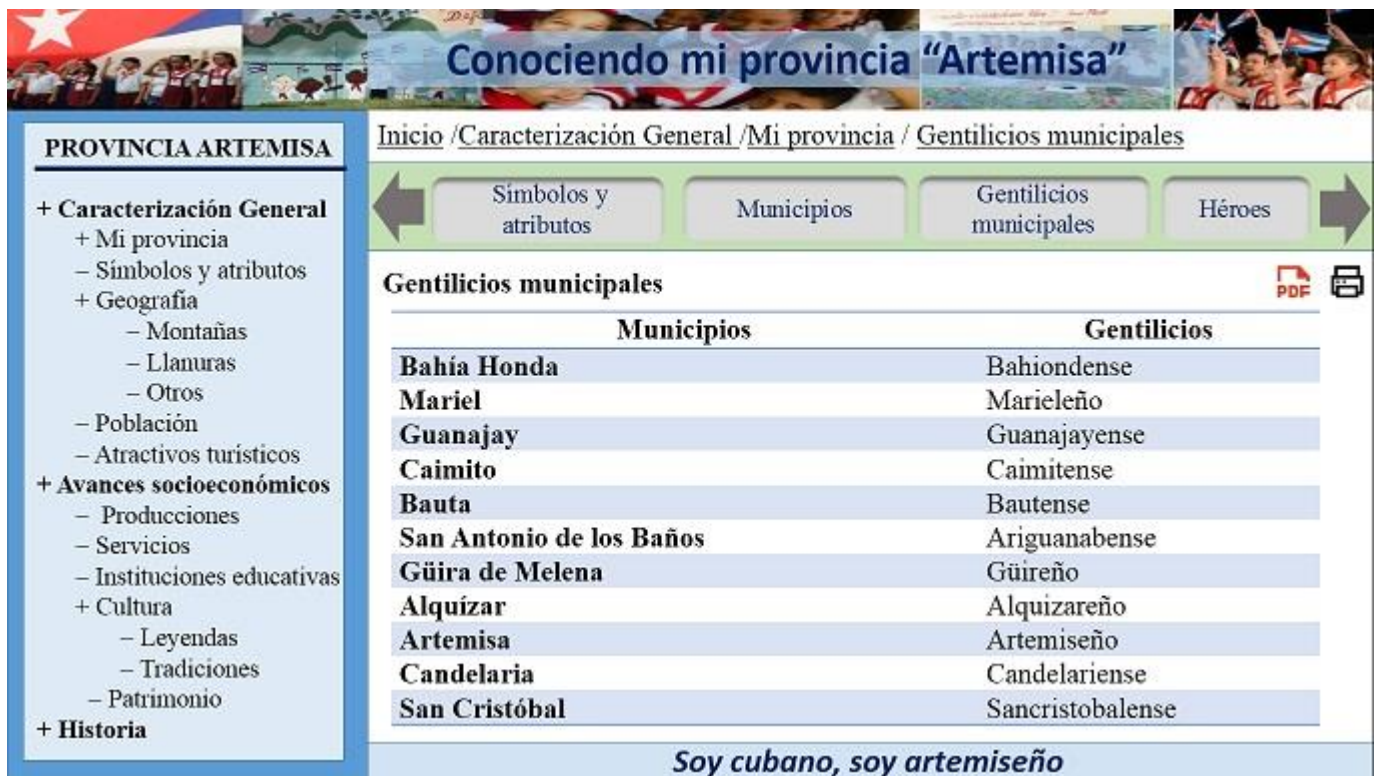 Conociendo mi provincia “Artemisa”
PROVINCIA ARTEMISA
+ Caracterización General
+ Mi provincia
– Símbolos y atributos
+ Geografía
– Montañas
– Llanuras
– Otros
– Población
– Atractivos turísticos
+ Avances socioeconómicos
– Producciones
– Servicios
– Instituciones educativas
+ Cultura
– Leyendas
– Tradiciones
– Patrimonio
+ Historia
Inicio /Caracterización General /Mi provincia / Gentilicios municipales
Símbolos y
atributos
Municipios
Gentilicios
municipales
Héroes
Gentilicios municipales
PDF
Municipios Gentilicios
Bahía Honda Bahiondense
Mariel Marieleño
Guanajay Guanajayense
Caimito Caimitense
Bauta Bautense
San Antonio de los Baños Ariguanabense
Güira de Melena Güireño
Alquízar Alquizareño
Artemisa Artemiseño
Candelaria Candelariense
San Cristóbal Sancristobalense
Soy cubano, soy artemiseño